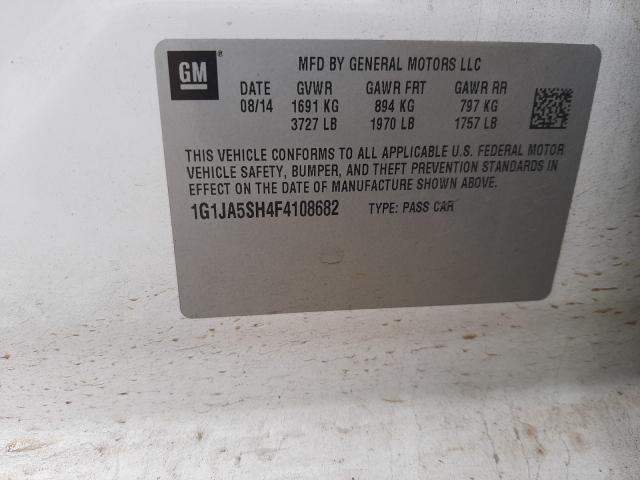 GM ®
MFD BY GENERAL MOTORS LLC
DATE GVWR GAWR FRT GAWR RR
08/14 1691 KG 894 KG 797 KG
3727 LB 1970 LB 1757 LB
THIS VEHICLE CONFORMS TO ALL APPLICABLE U.S. FEDERAL MOTOR
VEHICLE SAFETY, BUMPER, AND THEFT PREVENTION STANDARDS IN
EFFECT ON THE DATE OF MANUFACTURE SHOWN ABOVE.
1G1JA5SH4F4108682 TYPE: PASS CAR